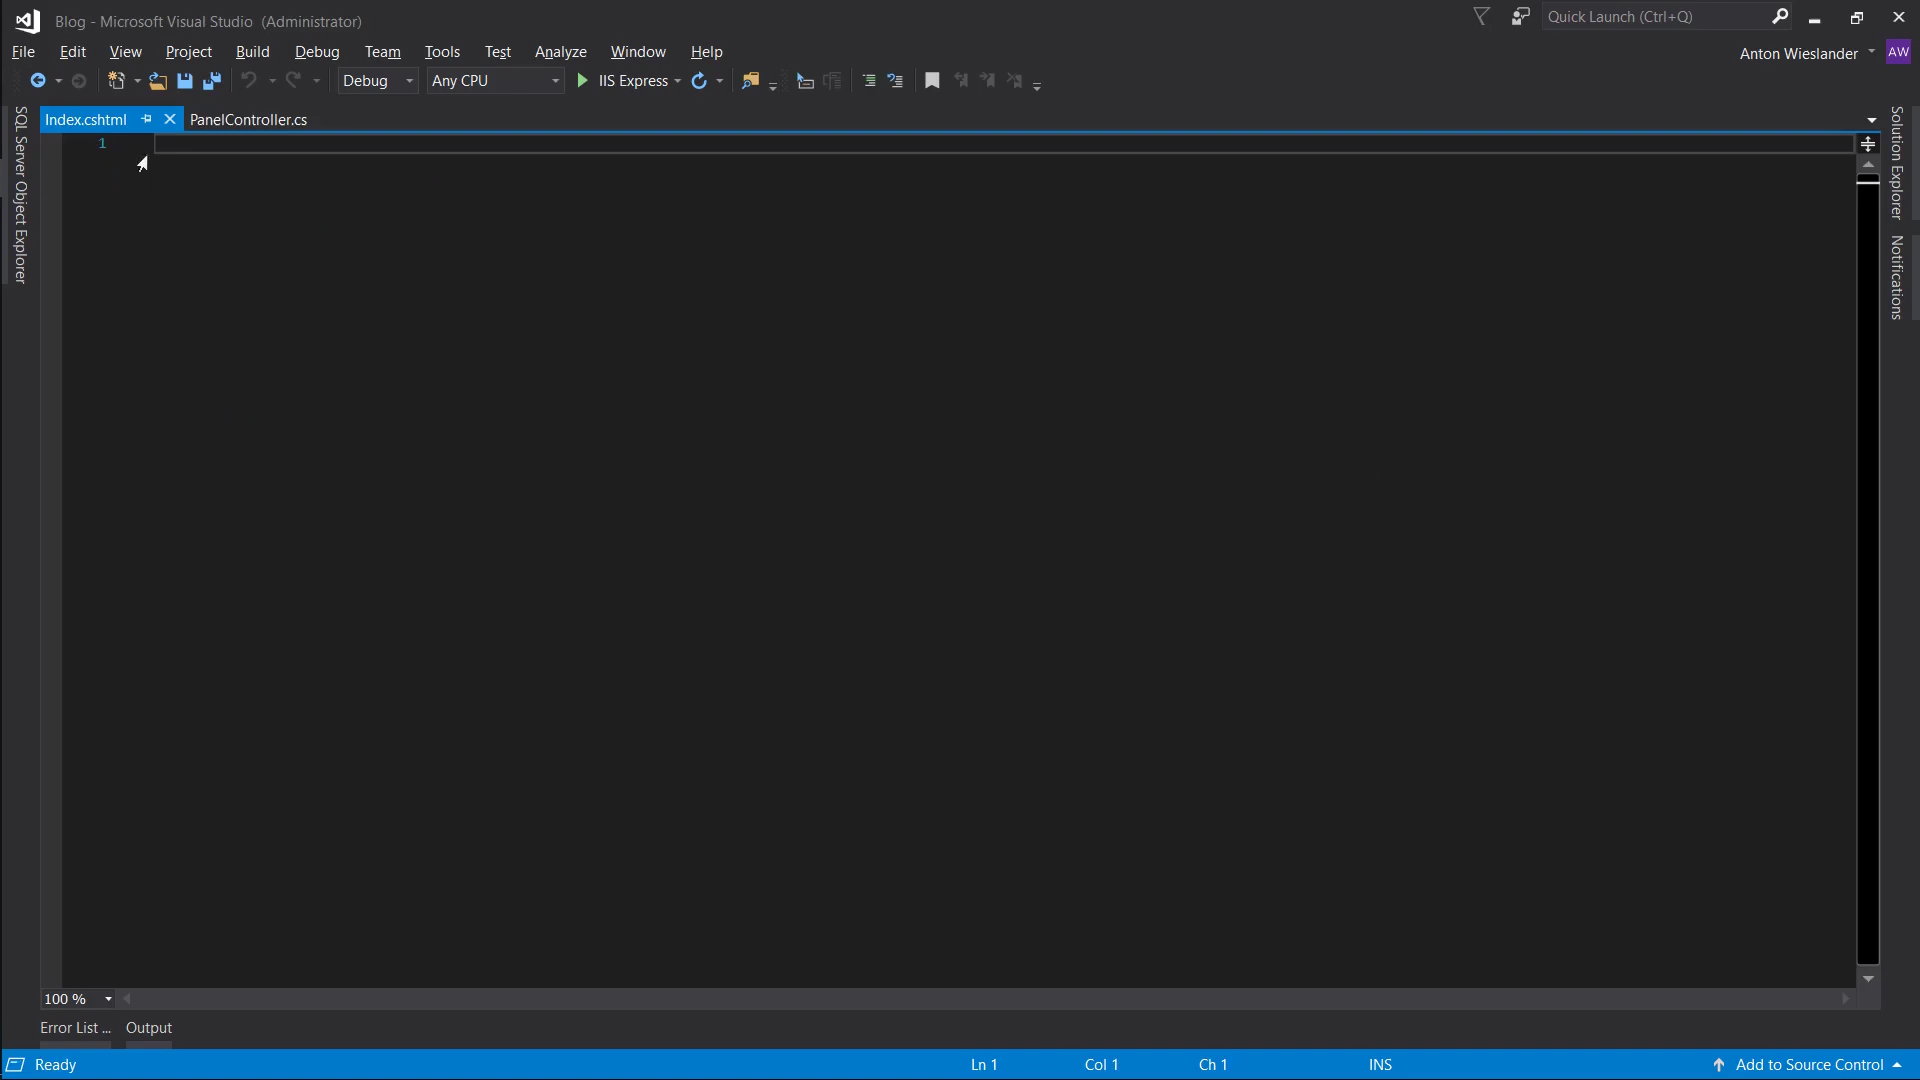 Blog - Microsoft Visual Studio (Administrator)
Quick Launch (Ctrl+Q)
File Edit View Project Build Debug Team Tools Test Analyze Window Help
Anton Wieslander AW
Debug Any CPU IIS Express
Index.cshtml PanelController.cs
1
SQL Server Object Explorer
Solution Explorer
Notifications
100 %
Error List ... Output
Ready Ln 1 Col 1 Ch 1 INS Add to Source Control